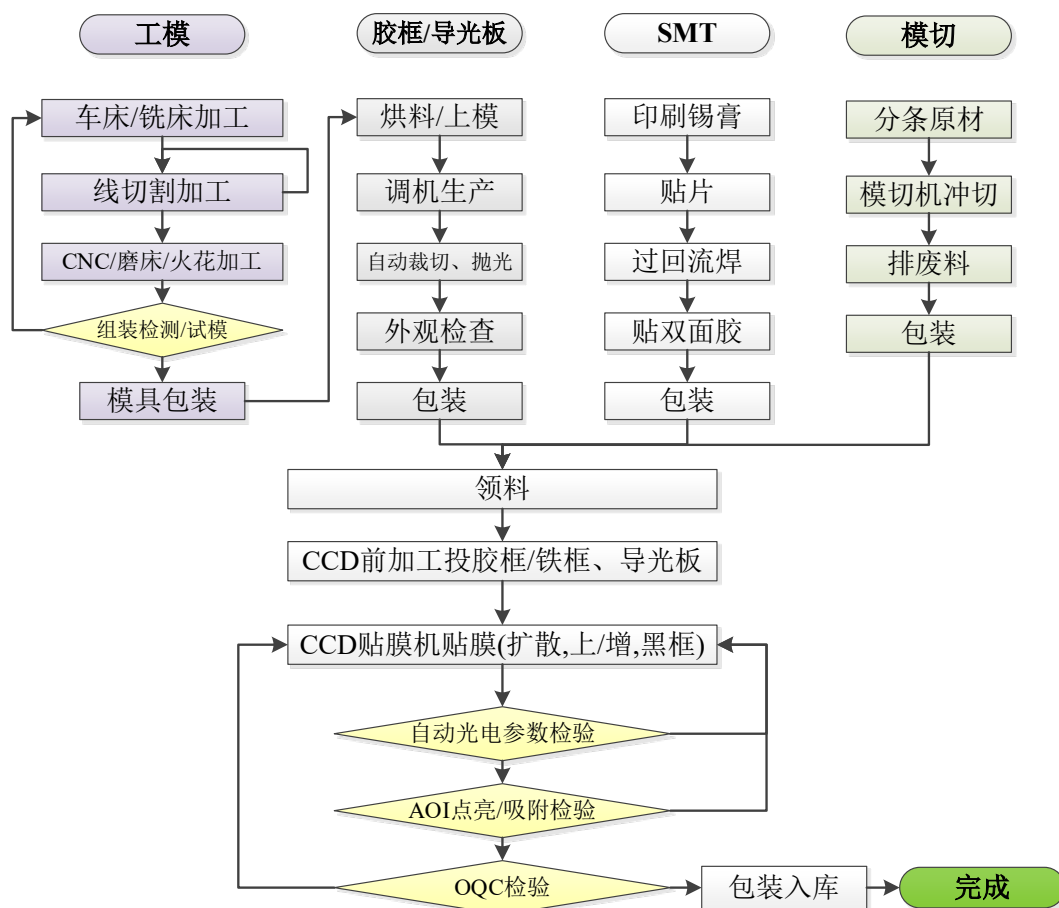 工模
胶框/导光板
SMT
模切
车床/铣床加工
线切割加工
CNC/磨床/火花加工
组装检测/试模
模具包装
烘料/上模
调机生产
自动裁切、抛光
外观检查
包装
印刷锡膏
贴片
过回流焊
贴双面胶
包装
分条原材
模切机冲切
排废料
包装
领料
CCD前加工投胶框/铁框、导光板
CCD贴膜机贴膜(扩散,上/增,黑框)
自动光电参数检验
AOI点亮/吸附检验
OQC检验
包装入库
完成